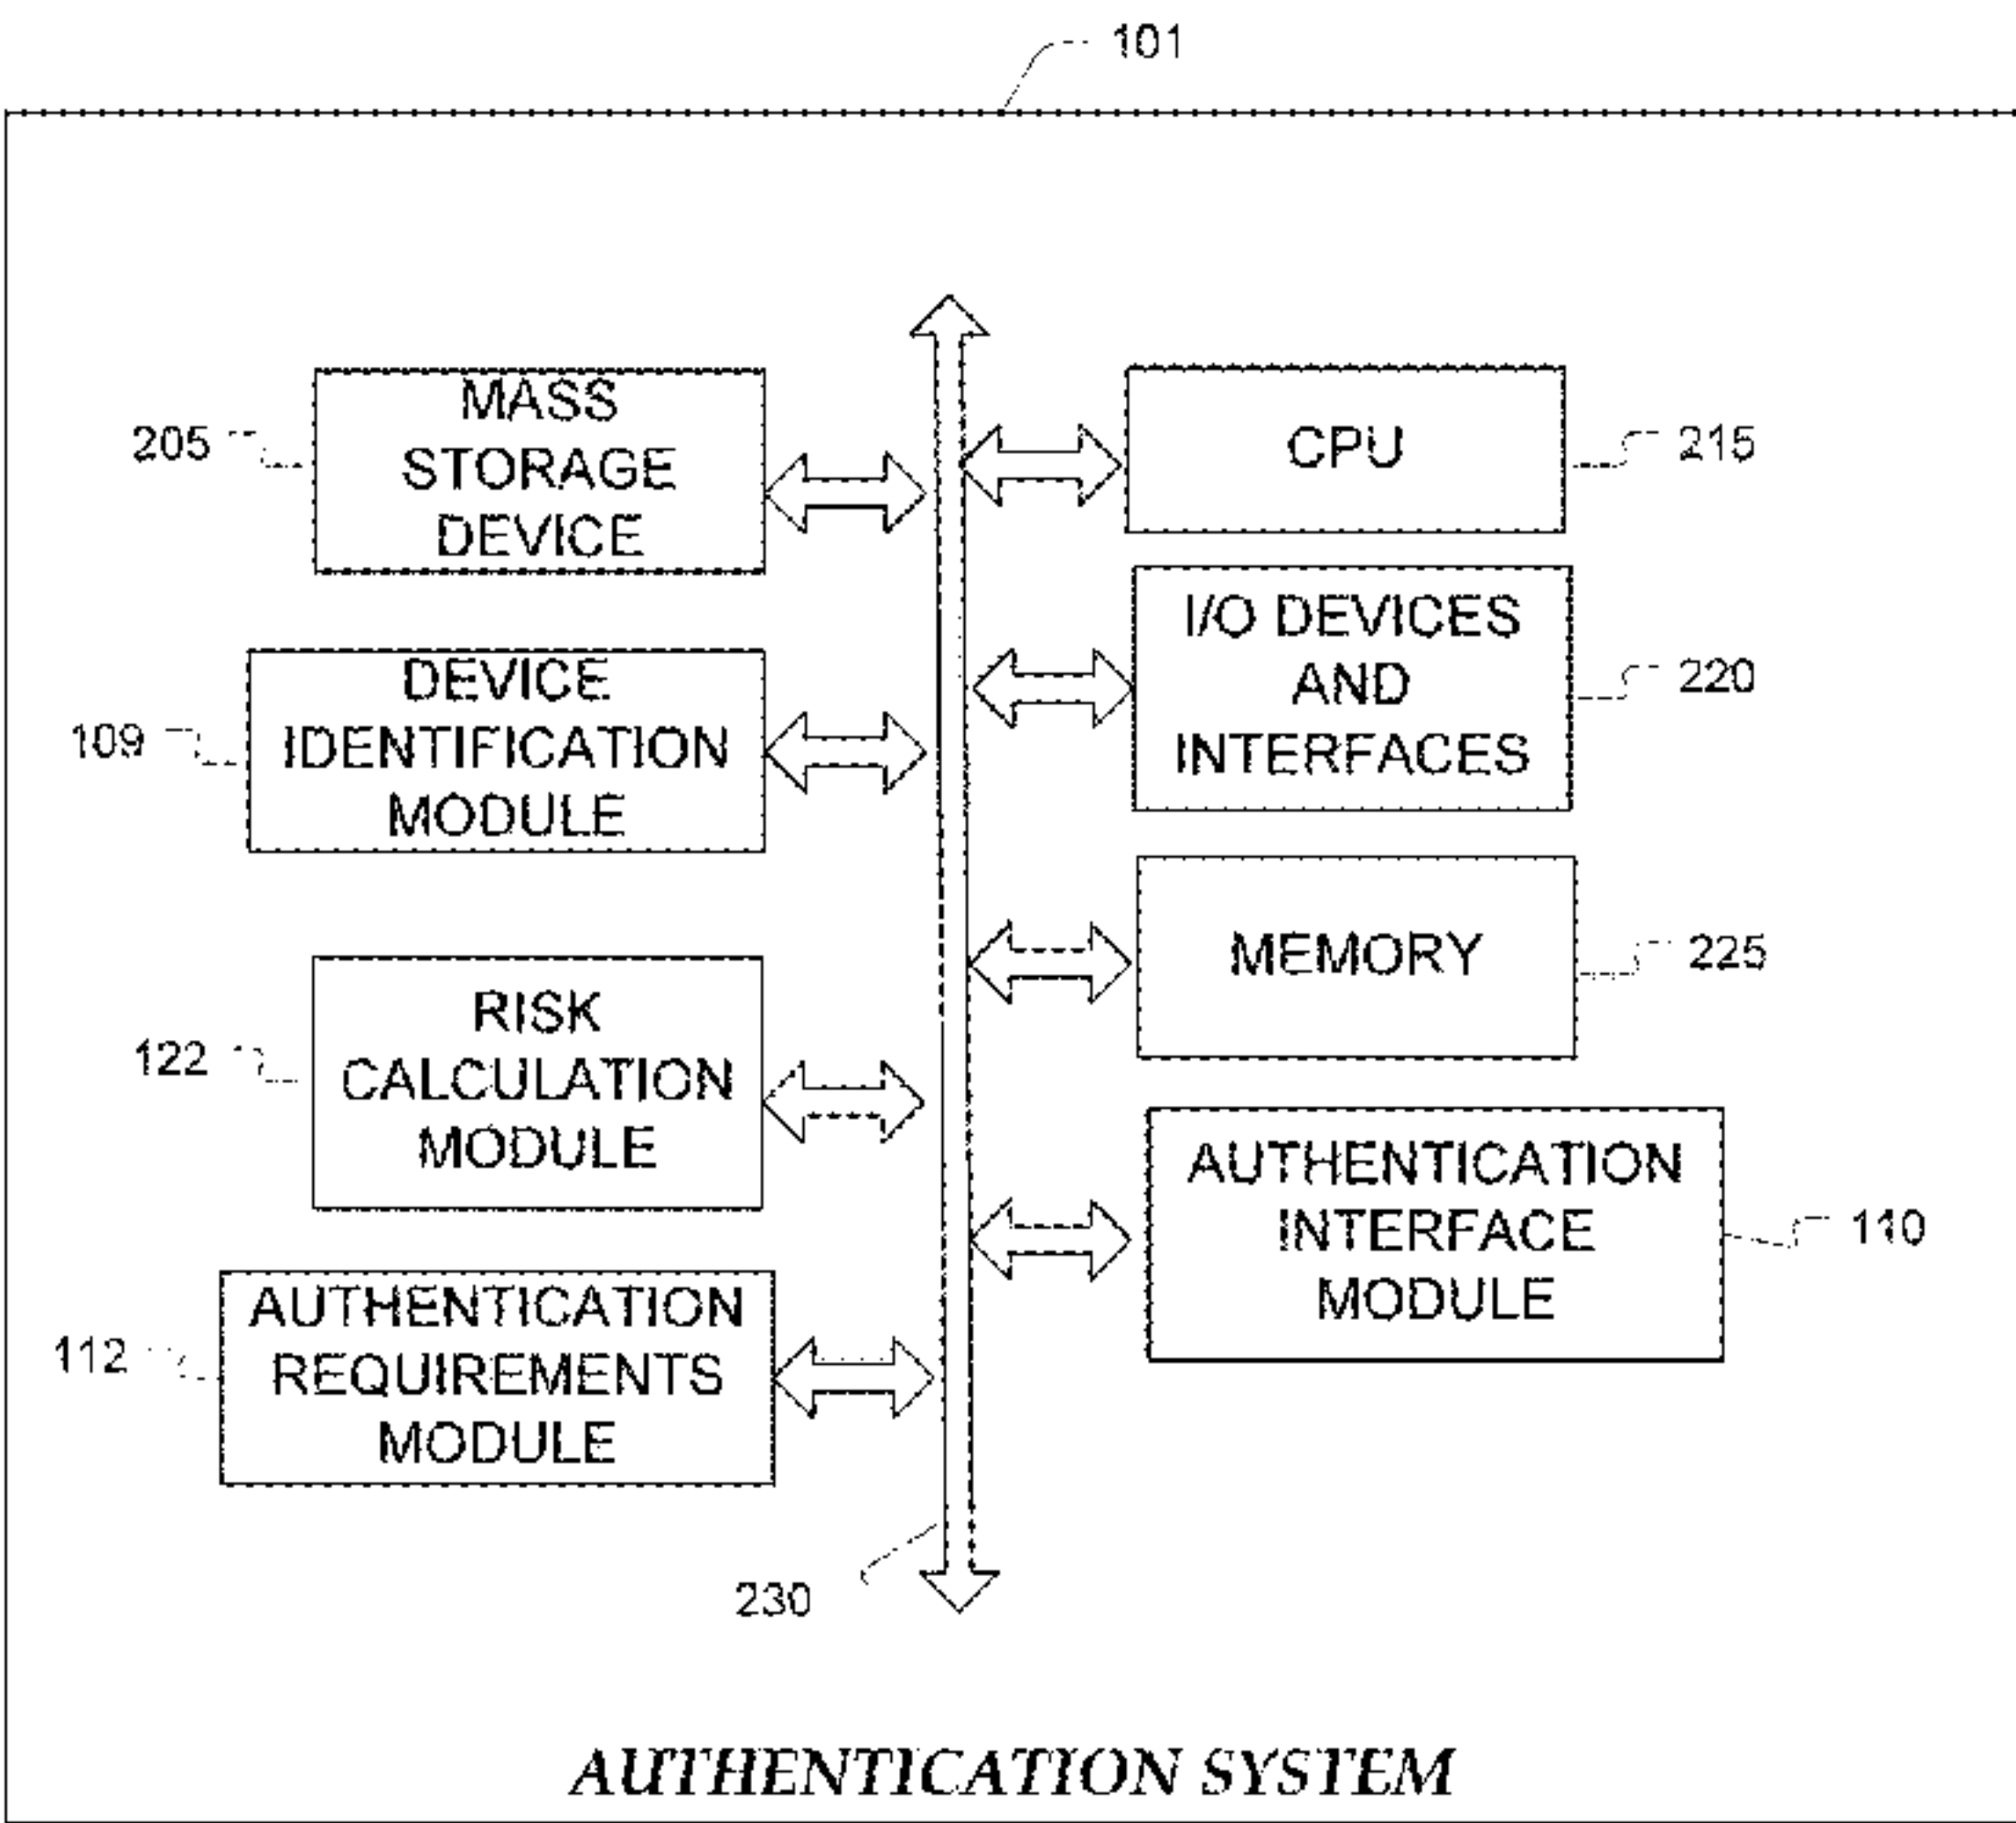 101
MASS
STORAGE
DEVICE
205
CPU
215
I/O DEVICES
AND
INTERFACES
220
DEVICE
IDENTIFICATION
MODULE
109
MEMORY
225
RISK
CALCULATION
MODULE
122
AUTHENTICATION
INTERFACE
MODULE
110
AUTHENTICATION
REQUIREMENTS
MODULE
112
230
AUTHENTICATION SYSTEM